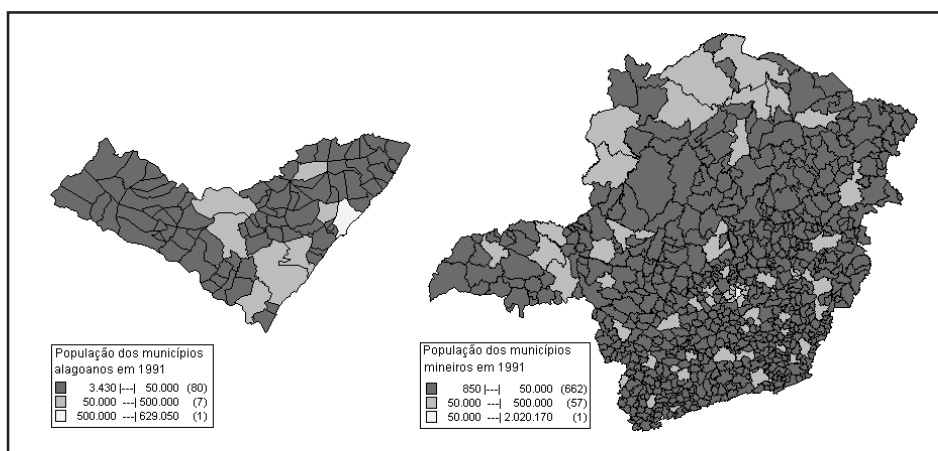 População dos municípios
alagoanos em 1991
3.430 |---| 50.000 (80)
50.000 ---| 500.000 (7)
500.000 ---| 629.050 (1)
População dos municípios
mineiros em 1991
850 |---| 50.000 (662)
50.000 ---| 500.000 (57)
50.000 ---| 2.020.170 (1)